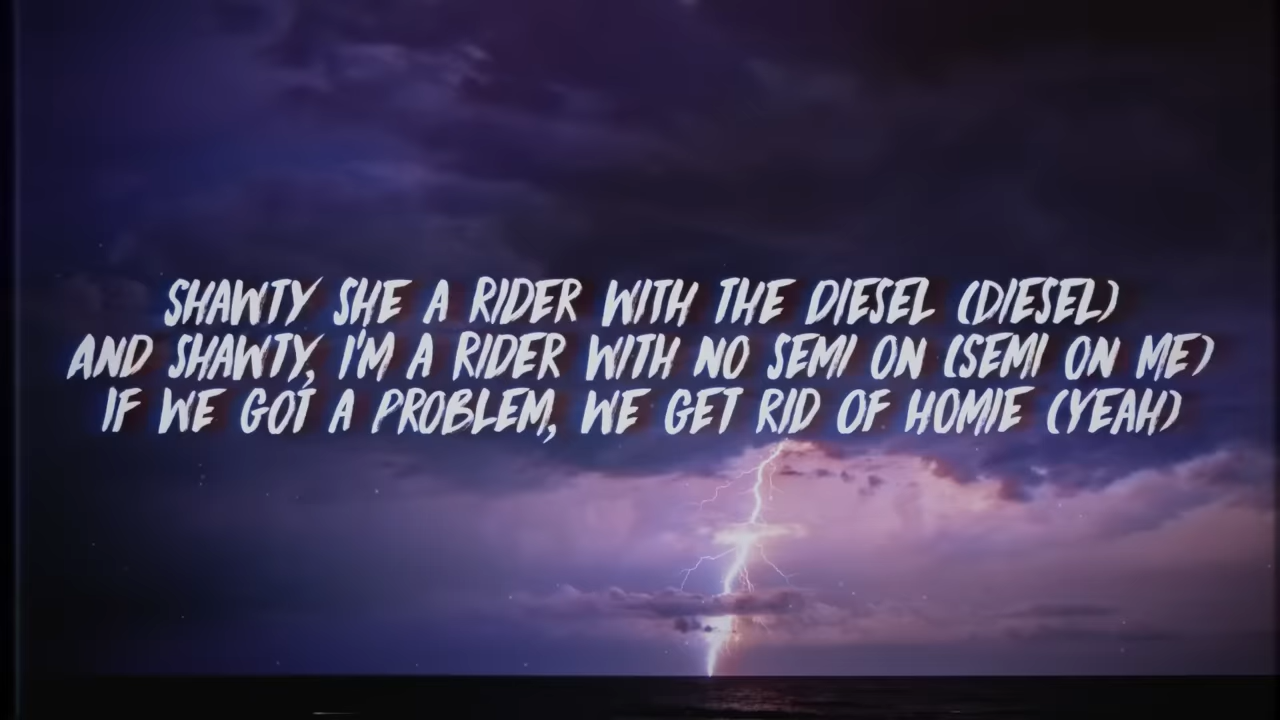 SHAWTY SHE A RIDER WITH THE DIESEL (DIESEL)
AND SHAWTY, I'M A RIDER WITH NO SEMI ON (SEMI ON ME)
IF WE GOT A PROBLEM, WE GET RID OF HOMIE (YEAH)